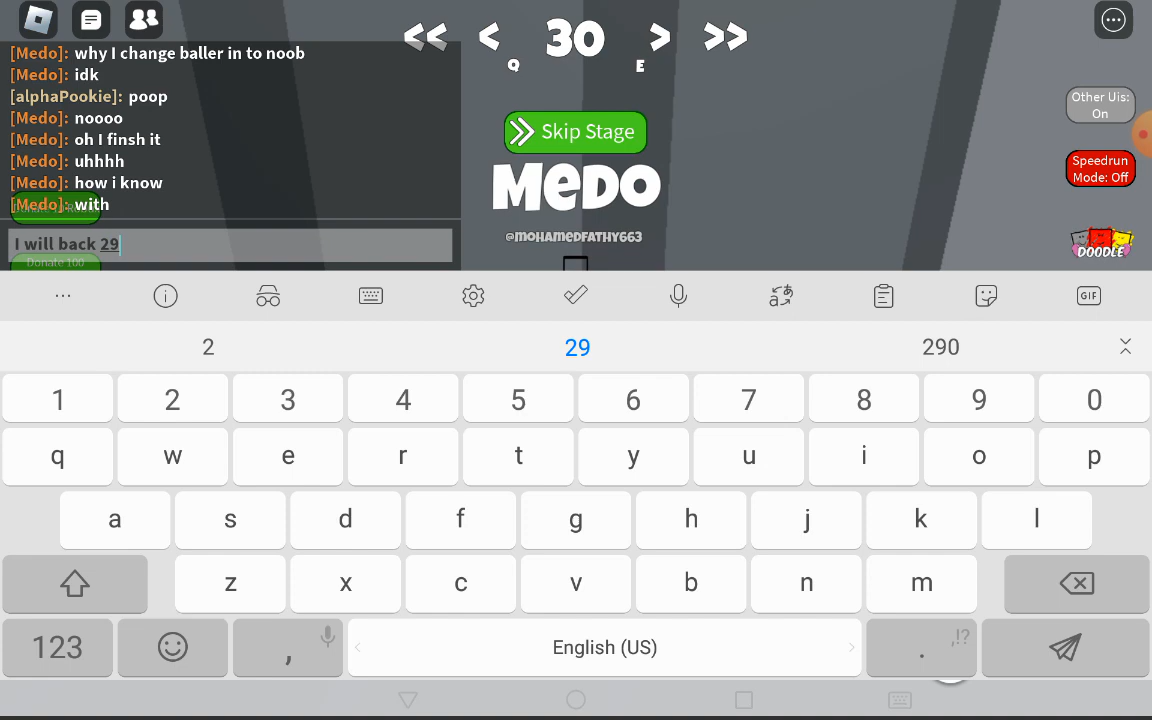 << < 30 > >>
Q E
[Medo]: why I change baller in to noob
[Medo]: idk
[alphaPookie]: poop
[Medo]: noooo
[Medo]: oh I finsh it
[Medo]: uhhhh
[Medo]: how i know
[Medo]: with
I will back 29
Donate 100
Skip Stage
MeDO
@mohamedfathy663
Other Uis:
On
Speedrun
Mode: Off
DOODLE
GIF
2 29 290
1 2 3 4 5 6 7 8 9 0
q w e r t y u i o p
a s d f g h j k l
z x c v b n m
123 , English (US) . ,!?